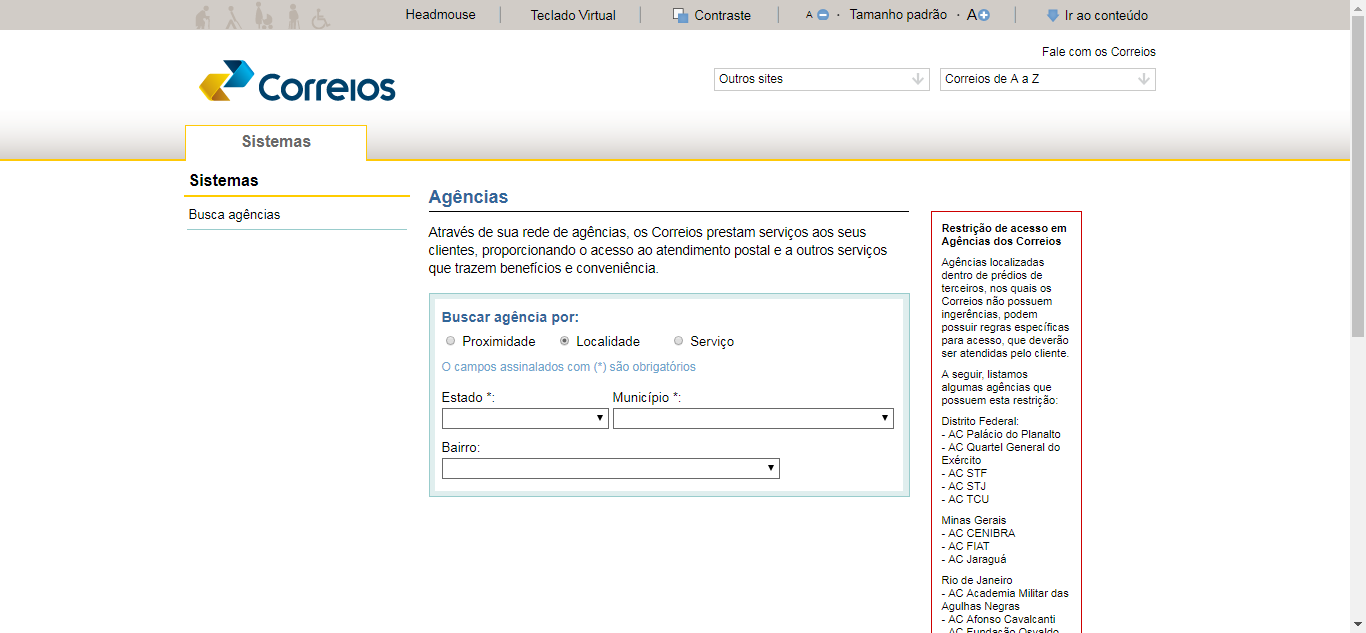 Headmouse
Teclado Virtual
Contraste
A
Tamanho padrão
A
Ir ao conteúdo
Fale com os Correios
Correios
Outros sites
Correios de A a Z
Sistemas
Sistemas
Busca agências
Agências
Através de sua rede de agências, os Correios prestam serviços aos seus
clientes, proporcionando o acesso ao atendimento postal e a outros serviços
que trazem benefícios e conveniência.
Buscar agência por:
Proximidade
Localidade
Serviço
O campos assinalados com (*) são obrigatórios
Estado *:
Município *:
Bairro:
Restrição de acesso em
Agências dos Correios
Agências localizadas
dentro de prédios de
terceiros, nos quais os
Correios não possuem
ingerências, podem
possuir regras específicas
para acesso, que deverão
ser atendidas pelo cliente.
A seguir, listamos
algumas agências que
possuem esta restrição:
Distrito Federal:
- AC Palácio do Planalto
- AC Quartel General do
Exército
- AC STF
- AC STJ
- AC TCU
Minas Gerais
- AC CENIBRA
- AC FIAT
- AC Jaraguá
Rio de Janeiro
- AC Academia Militar das
Agulhas Negras
- AC Afonso Cavalcanti
- AC Fundação Osvaldo